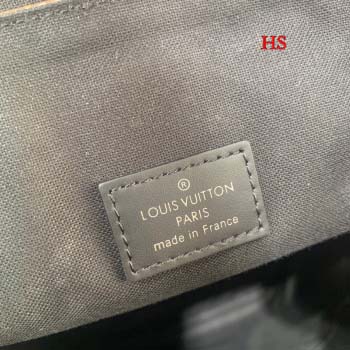 HS
®
LOUIS VUITTON
PARIS
made in France